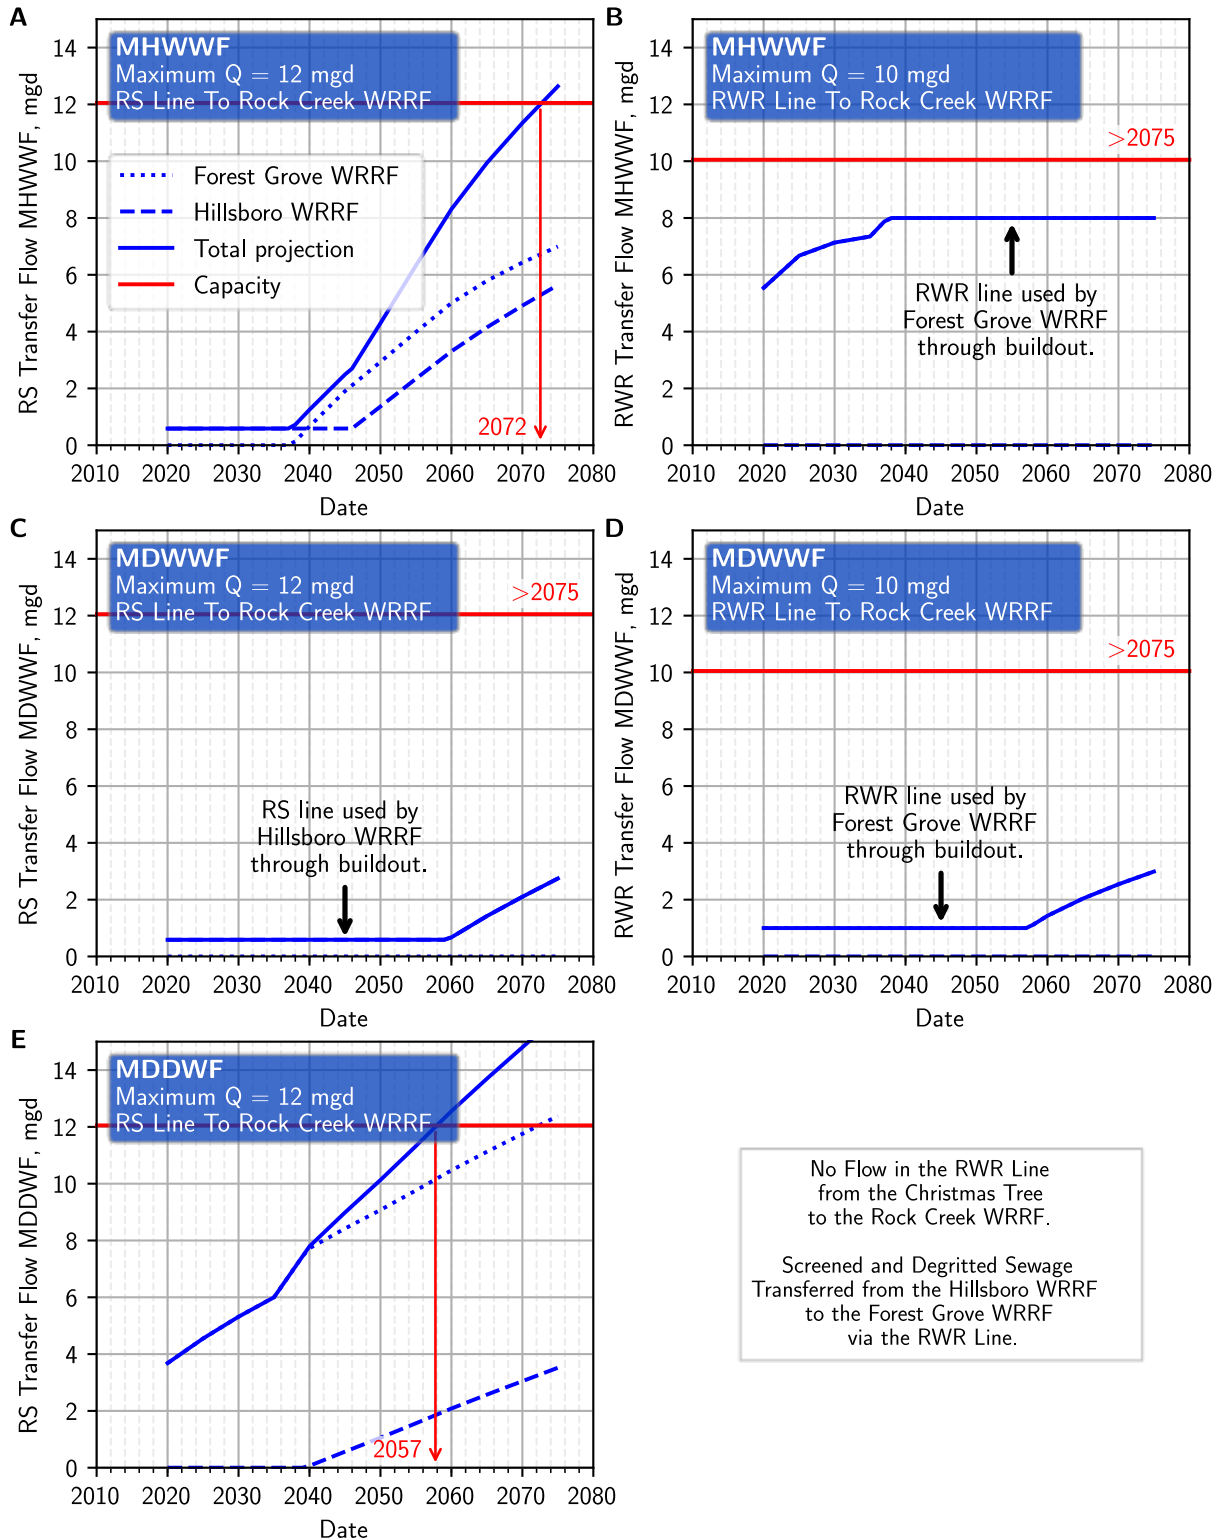 A
MHWWF
Maximum Q = 12 mgd
RS Line To Rock Creek WRRF
Forest Grove WRRF
Hillsboro WRRF
Total projection
Capacity
2072
RS Transfer Flow MHWWF, mgd
14
12
10
8
6
4
2
0
2010 2020 2030 2040 2050 2060 2070 2080
Date
B
MHWWF
Maximum Q = 10 mgd
RWR Line To Rock Creek WRRF
>2075
RWR line used by
Forest Grove WRRF
through buildout.
RWR Transfer Flow MHWWF, mgd
14
12
10
8
6
4
2
0
2010 2020 2030 2040 2050 2060 2070 2080
Date
C
MDWWF
Maximum Q = 12 mgd
RS Line To Rock Creek WRRF
>2075
RS line used by
Hillsboro WRRF
through buildout.
RS Transfer Flow MDWWF, mgd
14
12
10
8
6
4
2
0
2010 2020 2030 2040 2050 2060 2070 2080
Date
D
MDWWF
Maximum Q = 10 mgd
RWR Line To Rock Creek WRRF
>2075
RWR line used by
Forest Grove WRRF
through buildout.
RWR Transfer Flow MDWWF, mgd
14
12
10
8
6
4
2
0
2010 2020 2030 2040 2050 2060 2070 2080
Date
E
MDDWF
Maximum Q = 12 mgd
RS Line To Rock Creek WRRF
2057
RS Transfer Flow MDDWF, mgd
14
12
10
8
6
4
2
0
2010 2020 2030 2040 2050 2060 2070 2080
Date
No Flow in the RWR Line
from the Christmas Tree
to the Rock Creek WRRF.
Screened and Degritted Sewage
Transferred from the Hillsboro WRRF
to the Forest Grove WRRF
via the RWR Line.